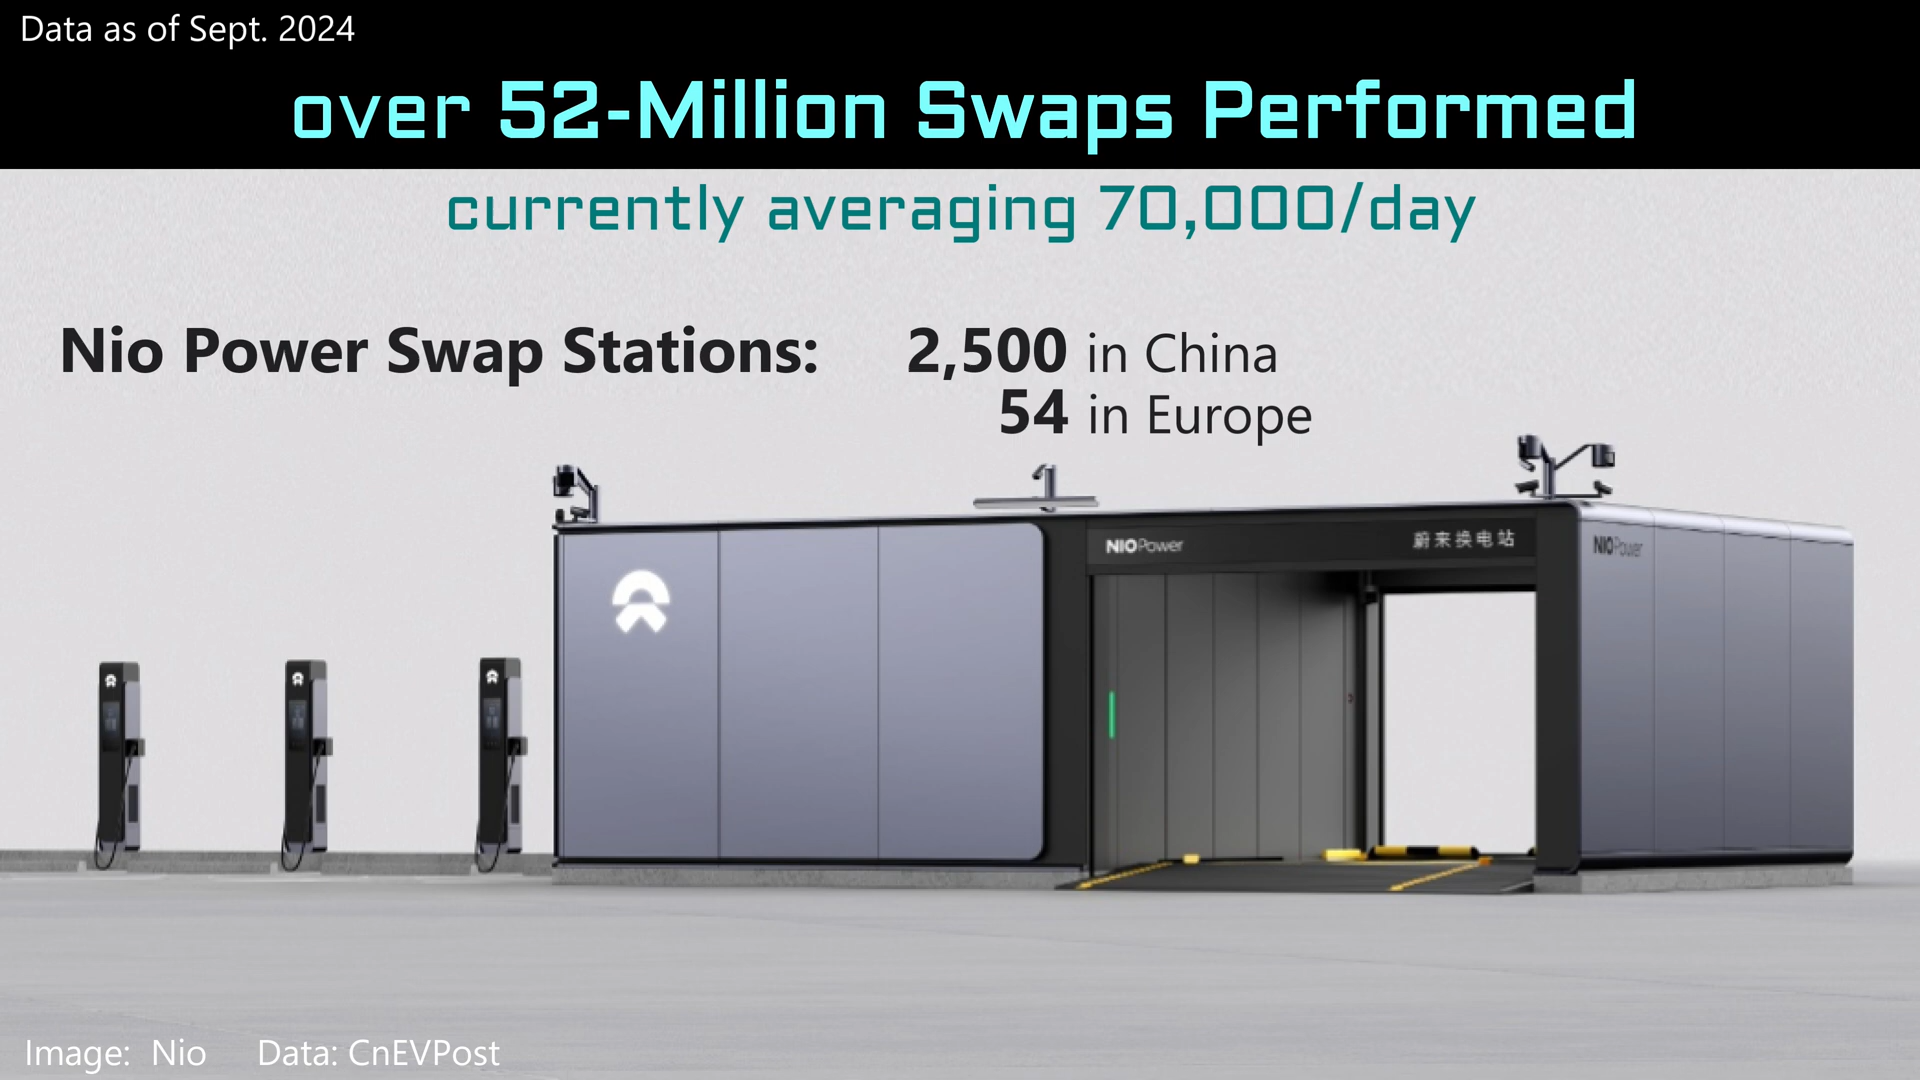 Data as of Sept. 2024
over 52-Million Swaps Performed
currently averaging 70,000/day
Nio Power Swap Stations: 2,500 in China
54 in Europe
NIO Power
蔚来换电站
NIO Power
Image: Nio Data: CnEVPost